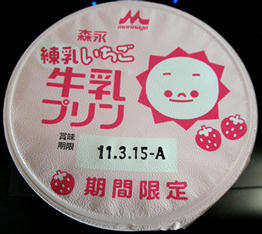 morinaga
森永
練乳いちご
牛乳
プリン
賞味
期限
11.3.15-A
期間限定